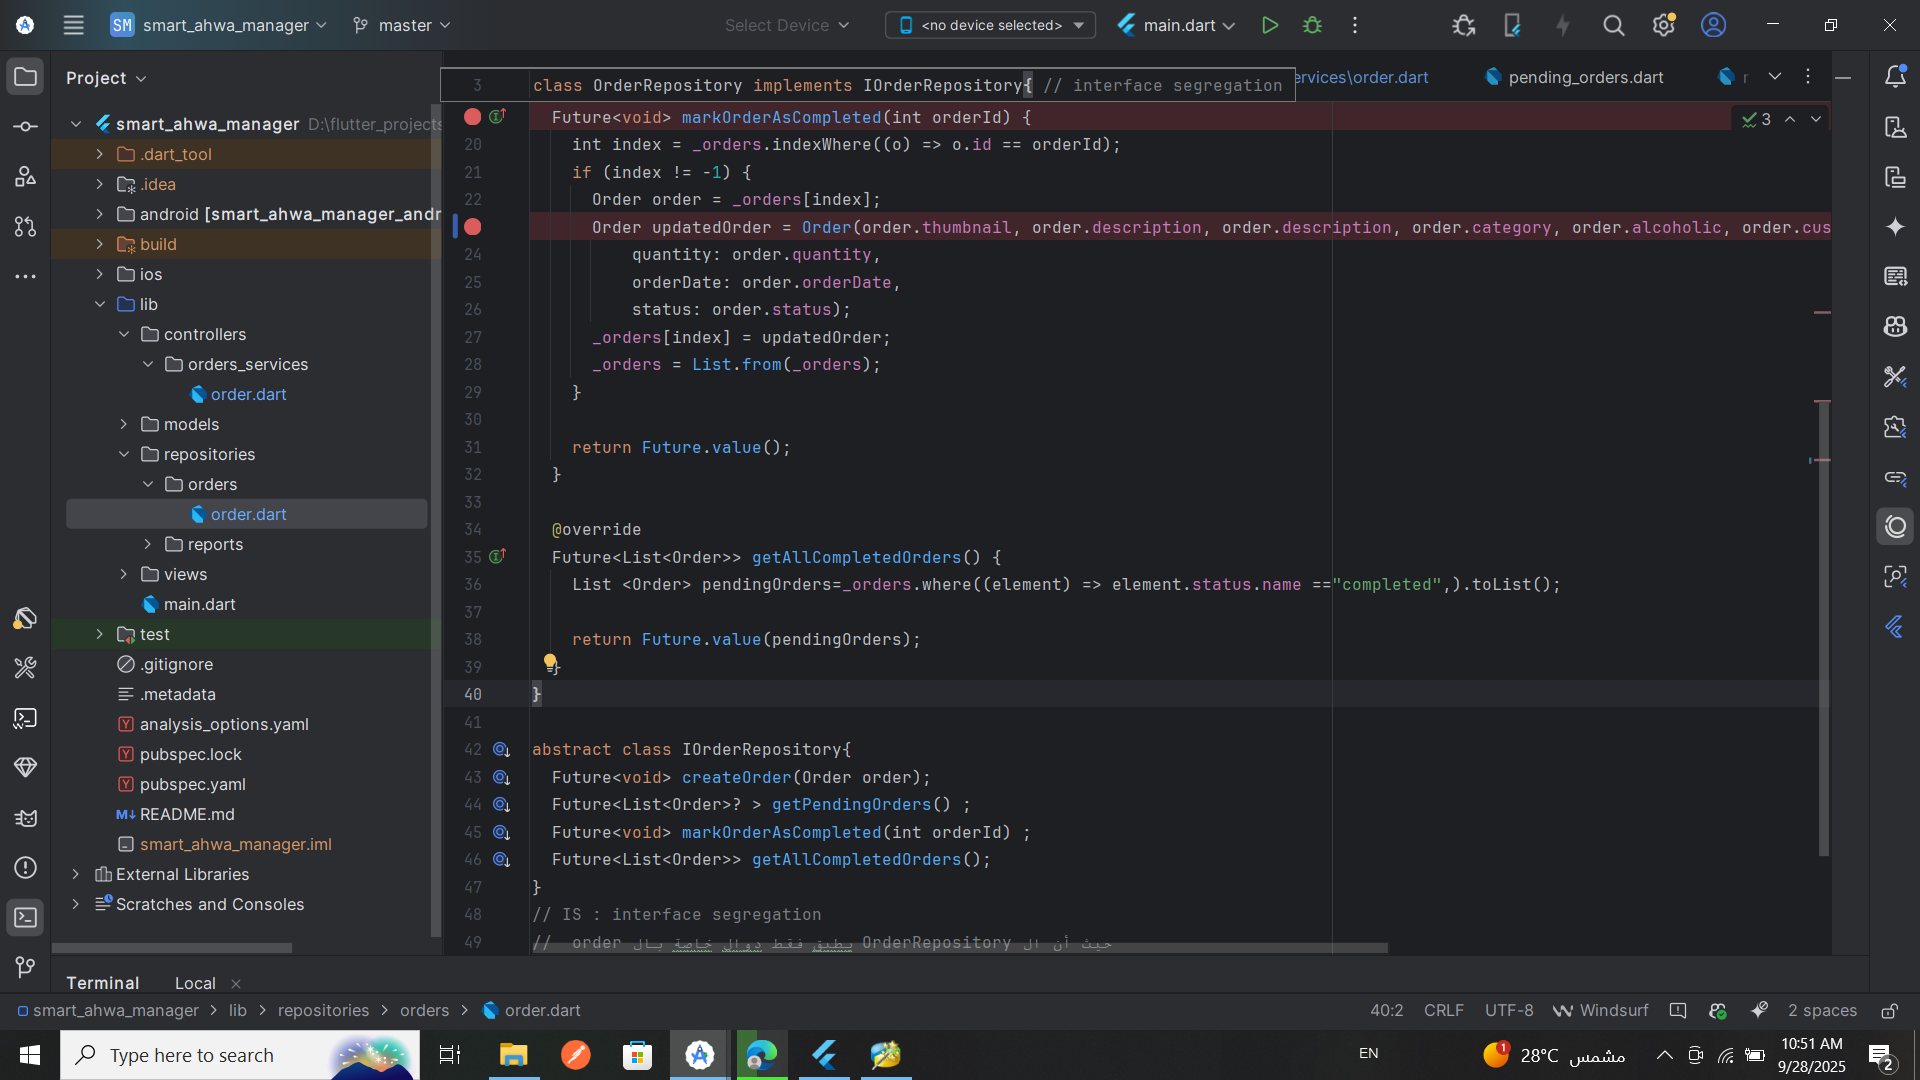 SM smart_ahwa_manager master Select Device <no device selected> main.dart
Project
smart_ahwa_manager D:\flutter_projects
.dart_tool
.idea
android [smart_ahwa_manager_andr
build
ios
lib
controllers
orders_services
order.dart
models
repositories
orders
order.dart
reports
views
main.dart
test
.gitignore
.metadata
analysis_options.yaml
pubspec.lock
pubspec.yaml
README.md
smart_ahwa_manager.iml
External Libraries
Scratches and Consoles
ervices\order.dart pending_orders.dart r
3 class OrderRepository implements IOrderRepository{ // interface segregation
Future<void> markOrderAsCompleted(int orderId) {
3
20 int index = _orders.indexWhere((o) => o.id == orderId);
21 if (index != -1) {
22 Order order = _orders[index];
Order updatedOrder = Order(order.thumbnail, order.description, order.description, order.category, order.alcoholic, order.cus
24 quantity: order.quantity,
25 orderDate: order.orderDate,
26 status: order.status);
27 _orders[index] = updatedOrder;
28 _orders = List.from(_orders);
29 }
30
31 return Future.value();
32 }
33
34 @override
35 Future<List<Order>> getAllCompletedOrders() {
36 List <Order> pendingOrders=_orders.where((element) => element.status.name =="completed",).toList();
37
38 return Future.value(pendingOrders);
39 }
40 }
41
42 abstract class IOrderRepository{
43 Future<void> createOrder(Order order);
44 Future<List<Order>? > getPendingOrders() ;
45 Future<void> markOrderAsCompleted(int orderId) ;
46 Future<List<Order>> getAllCompletedOrders();
47 }
48 // IS : interface segregation
49 // حيث أن ال OrderRepository يطبق فقط دوال خاصة بال order
Terminal Local
smart_ahwa_manager > lib > repositories > orders > order.dart 40:2 CRLF UTF-8 Windsurf 2 spaces
Type here to search EN 1 28°C مشمس 10:51 AM
9/28/2025 2